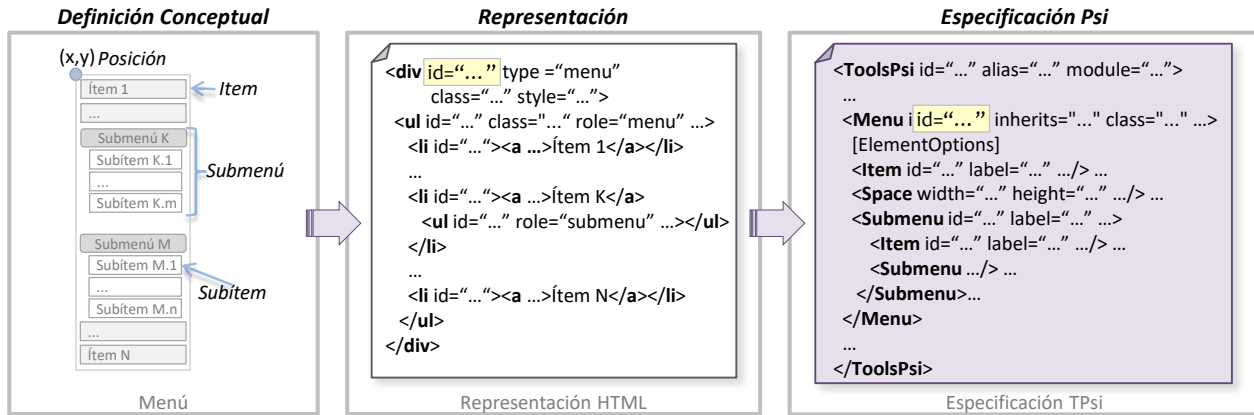 Definición Conceptual
(x,y) Posición
Ítem 1
Item
...
Submenú K
Subítem K.1
...
Subítem K.m
Submenú
Submenú M
Subítem M.1
...
Subítem M.n
Subítem
...
Ítem N
Menú
Representación
<div id=“...” type =“menu”
class=“...” style=“...”>
<ul id=“...” class="...“ role=“menu” ...>
<li id=“...“><a ...>Ítem 1</a></li>
...
<li id=“...“><a ...>Ítem K</a>
<ul id=“...” role=“submenu” ...></ul>
</li>
...
<li id=“...“><a ...>Ítem N</a></li>
</ul>
</div>
Representación HTML
Especificación Psi
<ToolsPsi id=“...” alias=“...” module=“...”>
...
<Menu i id=“...” inherits="..." class="..." ...>
[ElementOptions]
<Item id=“...” label=“...” .../> ...
<Space width=“...” height=“...” .../> ...
<Submenu id=“...” label=“...” ...>
<Item id=“...” label=“...” .../> ...
<Submenu .../> ...
</Submenu>...
</Menu>
...
</ToolsPsi>
Especificación TPsi